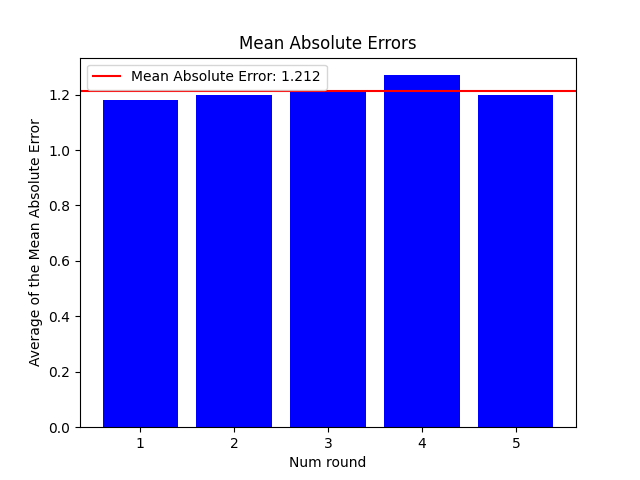 Mean Absolute Errors
Mean Absolute Error: 1.212
Average of the Mean Absolute Error
1.2
1.0
0.8
0.6
0.4
0.2
0.0
1 2 3 4 5
Num round